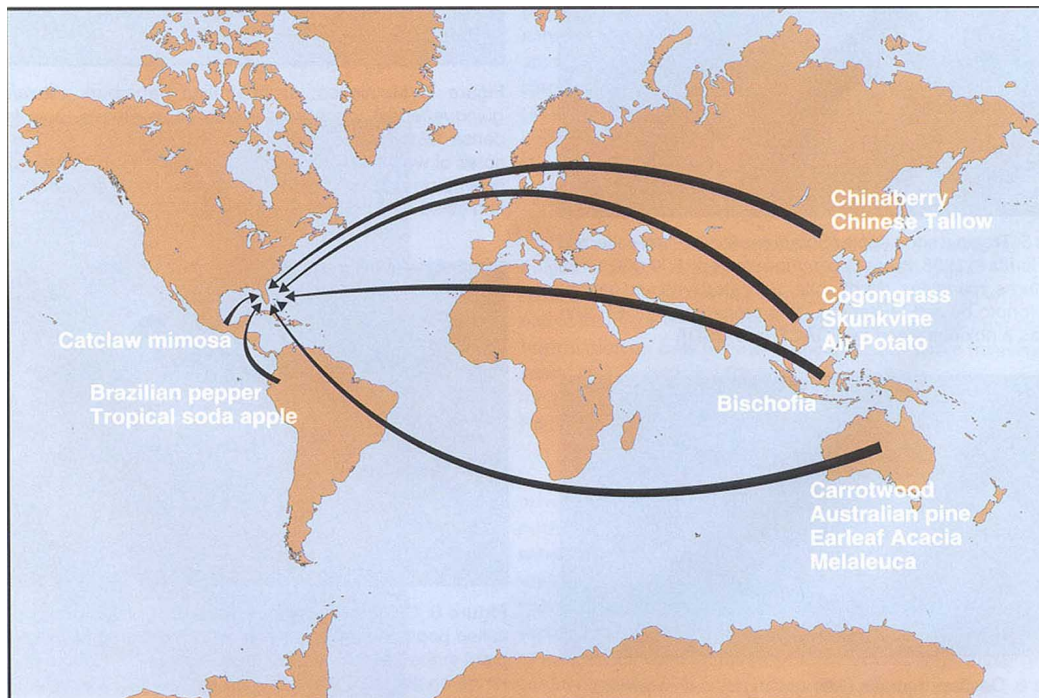 Chinaberry
Chinese Tallow
Cogongrass
Skunkvine
Air Potato
Catclaw mimosa
Brazilian pepper
Tropical soda apple
Bischofia
Carrotwood
Australian pine
Earleaf Acacia
Melaleuca